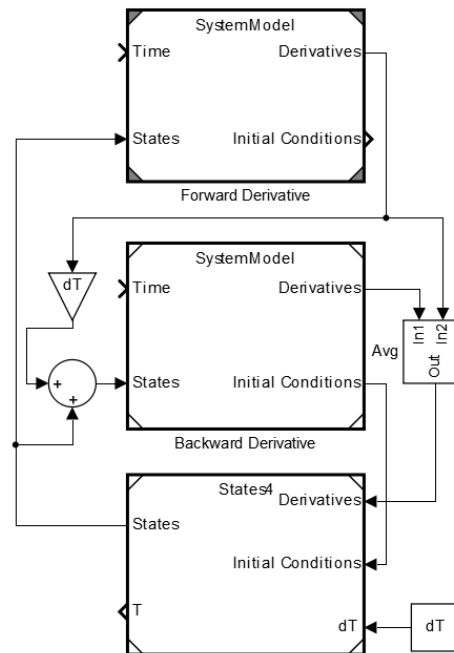 SystemModel
Time
Derivatives
States
Initial Conditions
Forward Derivative
dT
SystemModel
Time
Derivatives
In1
In2
Out
Avg
+
+
States
Initial Conditions
Backward Derivative
States4
Derivatives
States
Initial Conditions
T
dT
dT